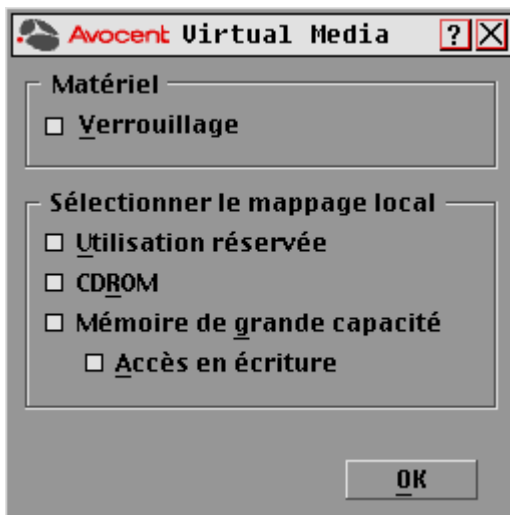 Avocent Virtual Media ? X
Matériel
Verrouillage
Sélectionner le mappage local
Utilisation réservée
CDROM
Mémoire de grande capacité
Accès en écriture
OK